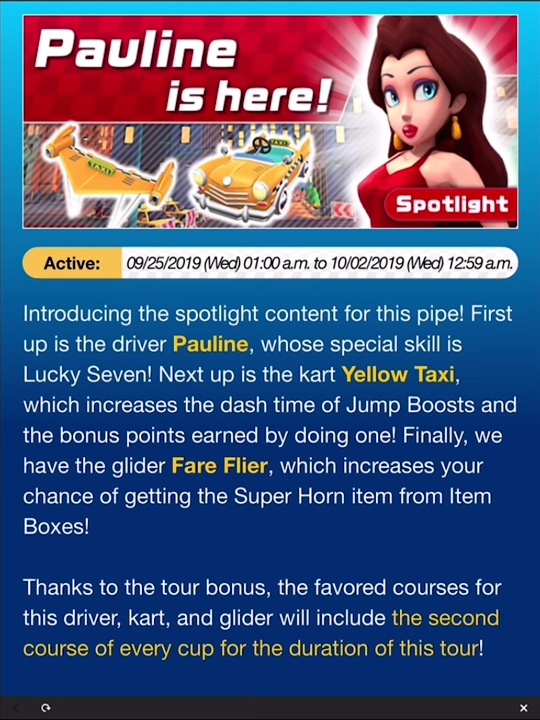 Pauline
is here!
TAXI
TAXI
Spotlight
Active: 09/25/2019 (Wed) 01:00 a.m. to 10/02/2019 (Wed) 12:59 a.m.
Introducing the spotlight content for this pipe! First
up is the driver Pauline, whose special skill is
Lucky Seven! Next up is the kart Yellow Taxi,
which increases the dash time of Jump Boosts and
the bonus points earned by doing one! Finally, we
have the glider Fare Flier, which increases your
chance of getting the Super Horn item from Item
Boxes!
Thanks to the tour bonus, the favored courses for
this driver, kart, and glider will include the second
course of every cup for the duration of this tour!